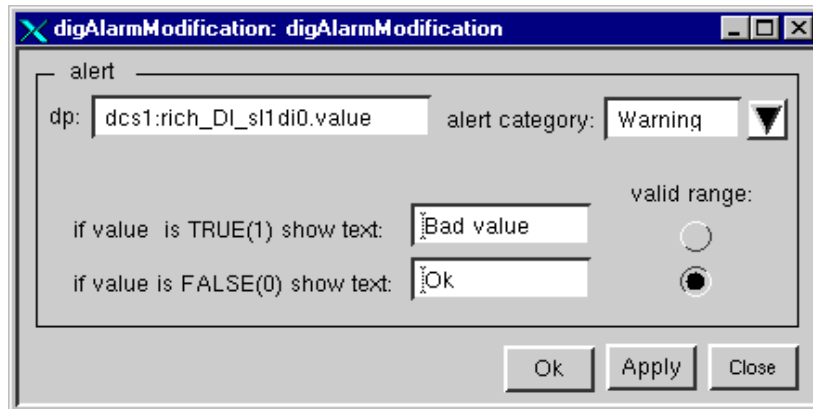 digAlarmModification: digAlarmModification
alert
dp: dcs1:rich_DI_sl1di0.value alert category: Warning
valid range:
if value is TRUE(1) show text: Bad value
if value is FALSE(0) show text: Ok
Ok Apply Close